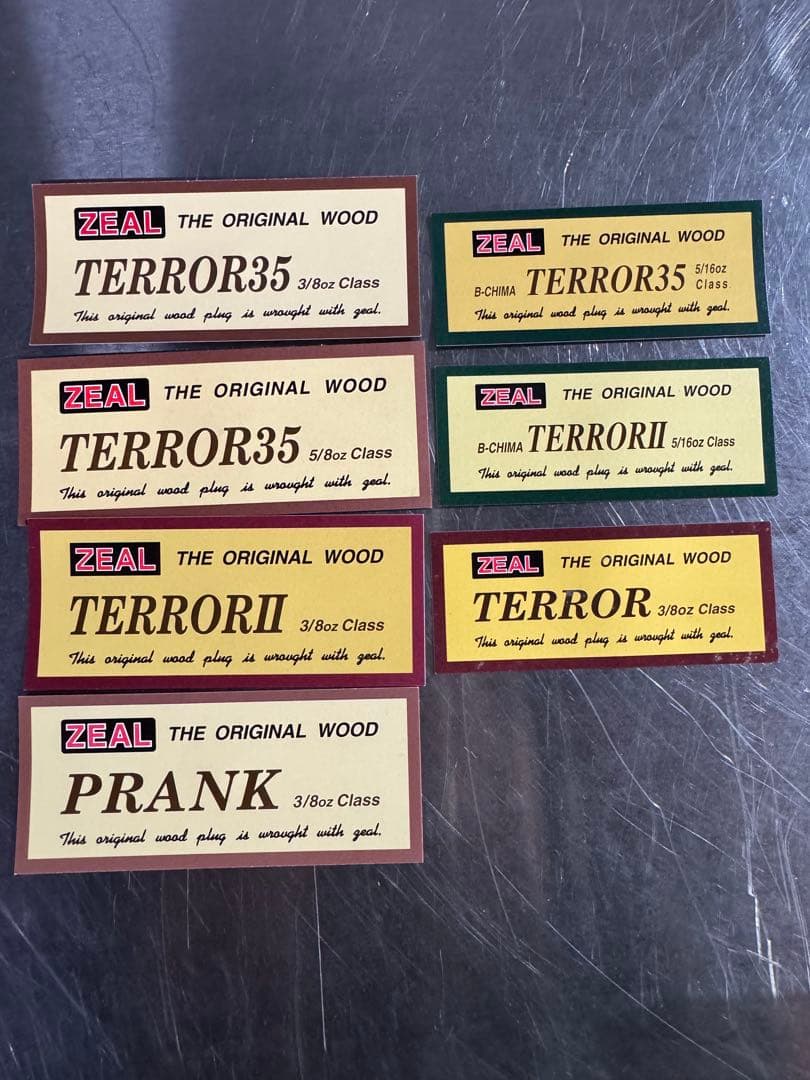 ZEAL THE ORIGINAL WOOD
TERROR35 3/8oz Class
This original wood plug is wrought with zeal.
ZEAL THE ORIGINAL WOOD
TERROR35 5/8oz Class
This original wood plug is wrought with zeal.
ZEAL THE ORIGINAL WOOD
TERRORII 3/8oz Class
This original wood plug is wrought with zeal.
ZEAL THE ORIGINAL WOOD
PRANK 3/8oz Class
This original wood plug is wrought with zeal.
ZEAL THE ORIGINAL WOOD
B-CHIMA TERROR35 5/16oz Class
This original wood plug is wrought with zeal.
ZEAL THE ORIGINAL WOOD
B-CHIMA TERRORII 5/16oz Class
This original wood plug is wrought with zeal.
ZEAL THE ORIGINAL WOOD
TERROR 3/8oz Class
This original wood plug is wrought with zeal.